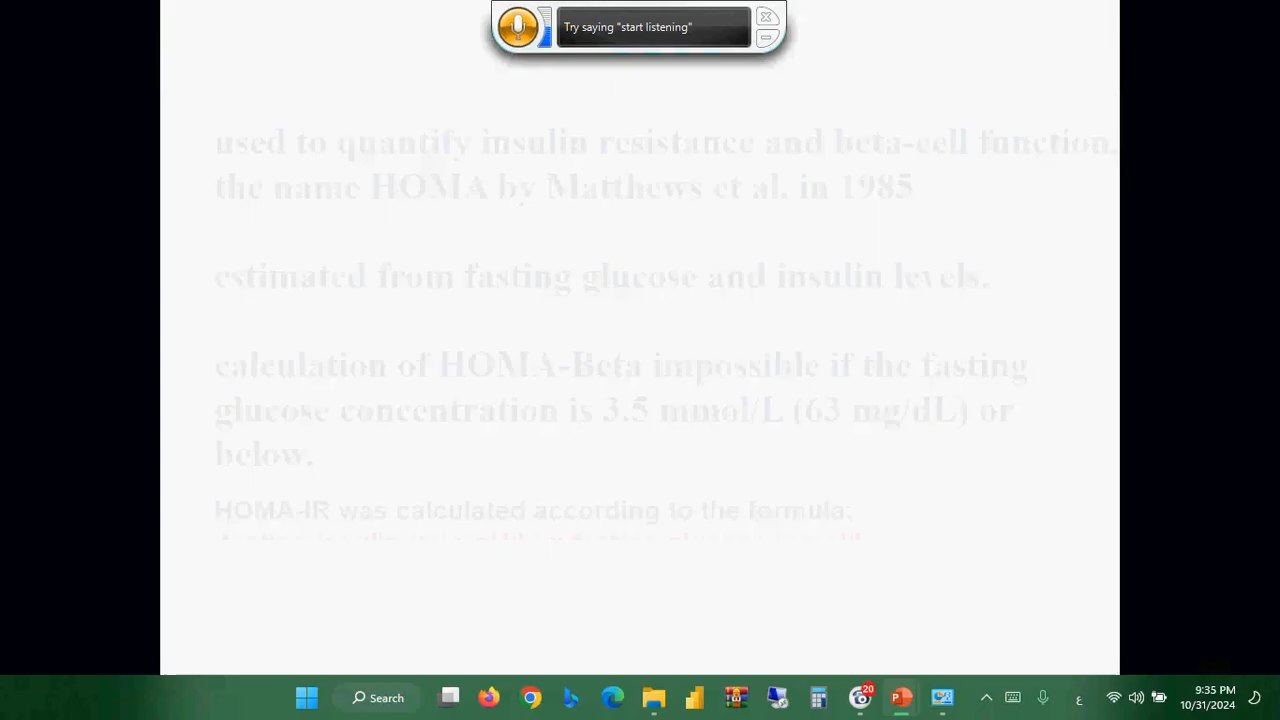 Try saying "start listening"
used to quantify insulin resistance and beta-cell function.
the name HOMA by Matthews et al. in 1985
estimated from fasting glucose and insulin levels.
calculation of HOMA-Beta impossible if the fasting
glucose concentration is 3.5 mmol/L (63 mg/dL) or
below.
HOMA-IR was calculated according to the formula:
Search
20
ع
9:35 PM
10/31/2024